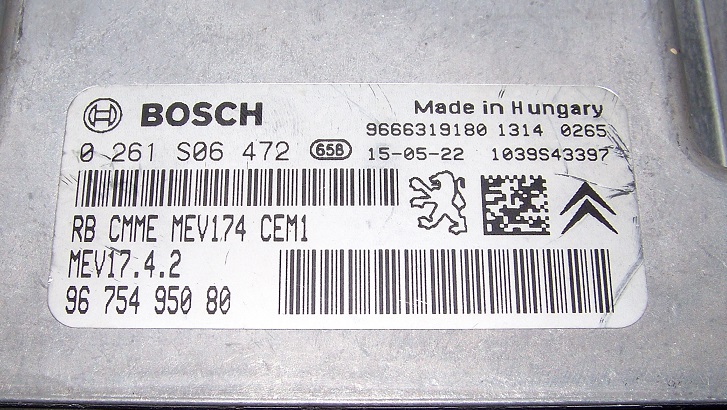 BOSCH
Made in Hungary
9666319180 1314 0265
0 261 S06 472 658 15-05-22 1039S43397
RB CMME MEV174 CEM1
MEV17.4.2
96 754 950 80